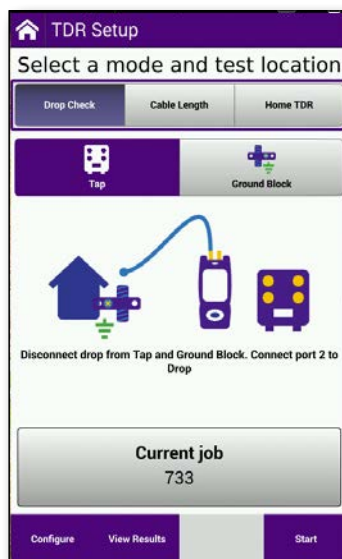 TDR Setup
Select a mode and test location
Drop Check Cable Length Home TDR
Tap Ground Block
Disconnect drop from Tap and Ground Block. Connect port 2 to
Drop
Current job
733
Configure View Results Start